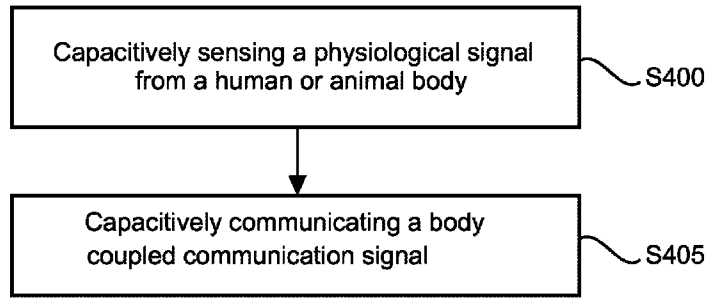 Capacitively sensing a physiological signal
from a human or animal body
S400
Capacitively communicating a body
coupled communication signal
S405